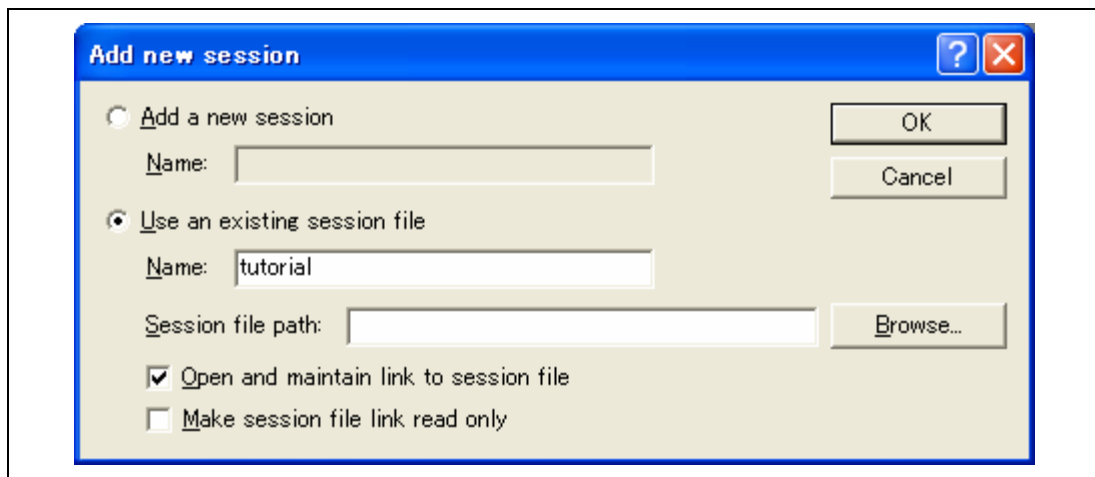 Add new session
Add a new session
OK
Name:
Cancel
Use an existing session file
Name: tutorial
Session file path:
Browse...
Open and maintain link to session file
Make session file link read only